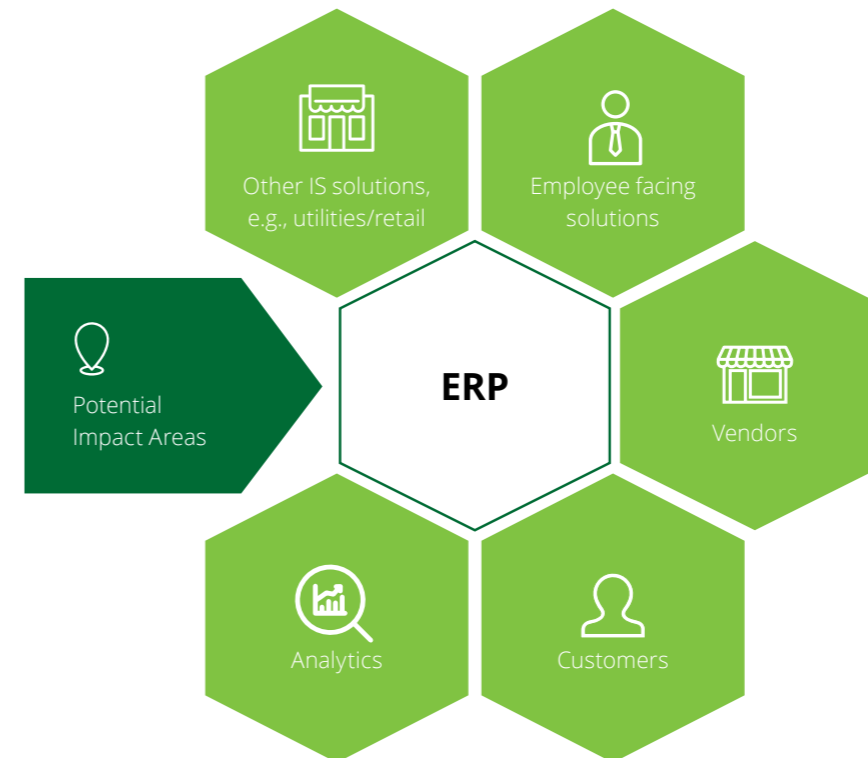 Other IS solutions,
e.g., utilities/retail
Employee facing
solutions
Potential
Impact Areas
ERP
Vendors
Analytics
Customers